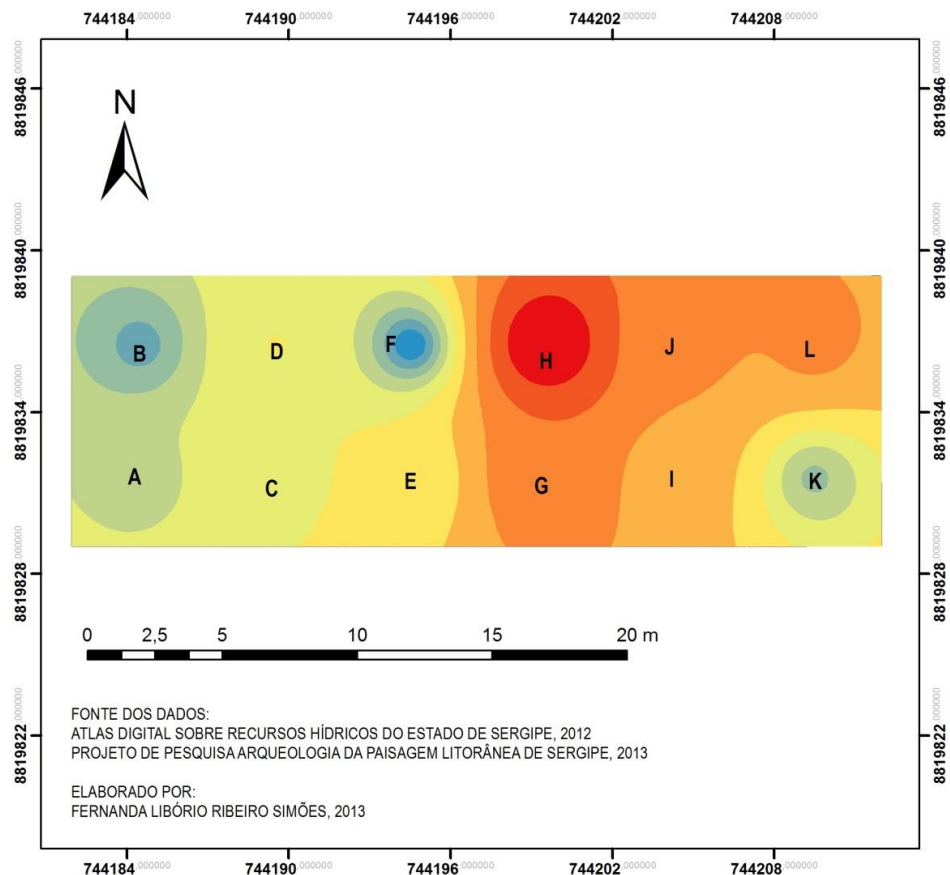 744184,000000 744190,000000 744196,000000 744202,000000 744208,000000
8819846,000000 8819846,000000
N
8819840,000000 8819840,000000
B D F H J L
8819834,000000 8819834,000000
A C E G I K
8819828,000000 8819828,000000
0 2,5 5 10 15 20 m
FONTE DOS DADOS:
ATLAS DIGITAL SOBRE RECURSOS HÍDRICOS DO ESTADO DE SERGIPE, 2012
8819822,000000 8819822,000000
PROJETO DE PESQUISA ARQUEOLOGIA DA PAISAGEM LITORÂNEA DE SERGIPE, 2013
ELABORADO POR:
FERNANDA LIBÓRIO RIBEIRO SIMÕES, 2013
744184,000000 744190,000000 744196,000000 744202,000000 744208,000000